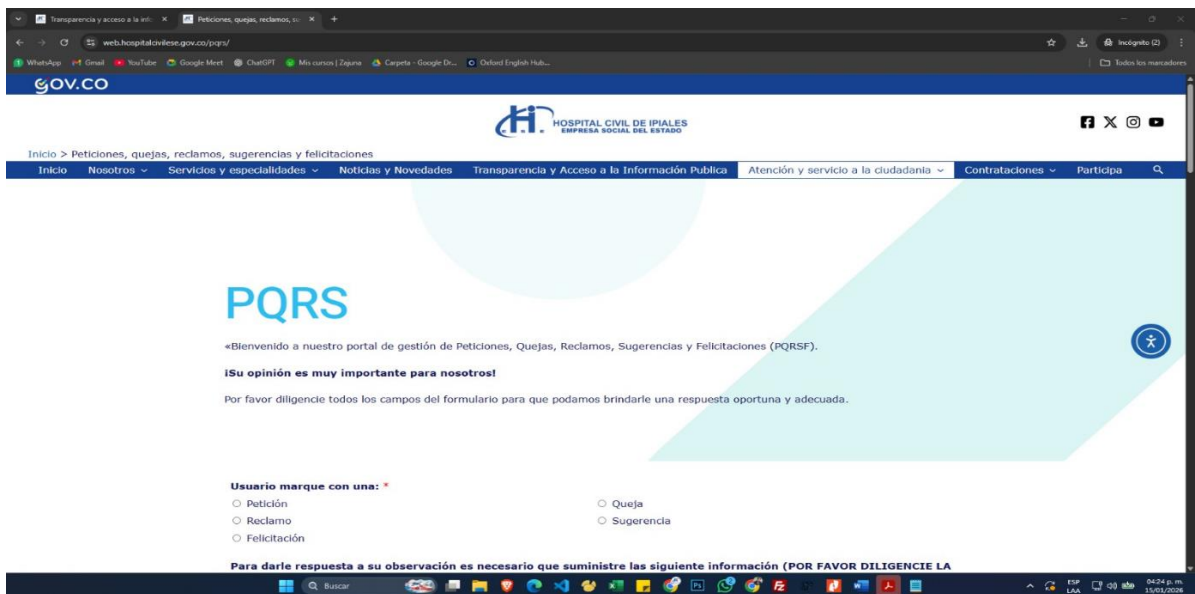 Transparencia y acceso a la info
Peticiones, quejas, reclamos, su
web.hospitalcivilese.gov.co/pqrs/
Incógnito (2)
WhatsApp Gmail YouTube Google Meet ChatGPT Mis cursos | Zajuna Carpeta - Google Dr... Oxford English Hub...
Todos los marcadores
GOV.CO
HOSPITAL CIVIL DE IPIALES
EMPRESA SOCIAL DEL ESTADO
Inicio > Peticiones, quejas, reclamos, sugerencias y felicitaciones
Inicio Nosotros Servicios y especialidades Noticias y Novedades Transparencia y Acceso a la Información Publica Atención y servicio a la ciudadania Contrataciones Participa
PQRS
«Bienvenido a nuestro portal de gestión de Peticiones, Quejas, Reclamos, Sugerencias y Felicitaciones (PQRSF).
¡Su opinión es muy importante para nosotros!
Por favor diligencie todos los campos del formulario para que podamos brindarle una respuesta oportuna y adecuada.
Usuario marque con una: *
Petición Queja
Reclamo Sugerencia
Felicitación
Para darle respuesta a su observación es necesario que suministre las siguiente información (POR FAVOR DILIGENCIE LA
Buscar
ESP
LAA
04:24 p. m.
15/01/2026